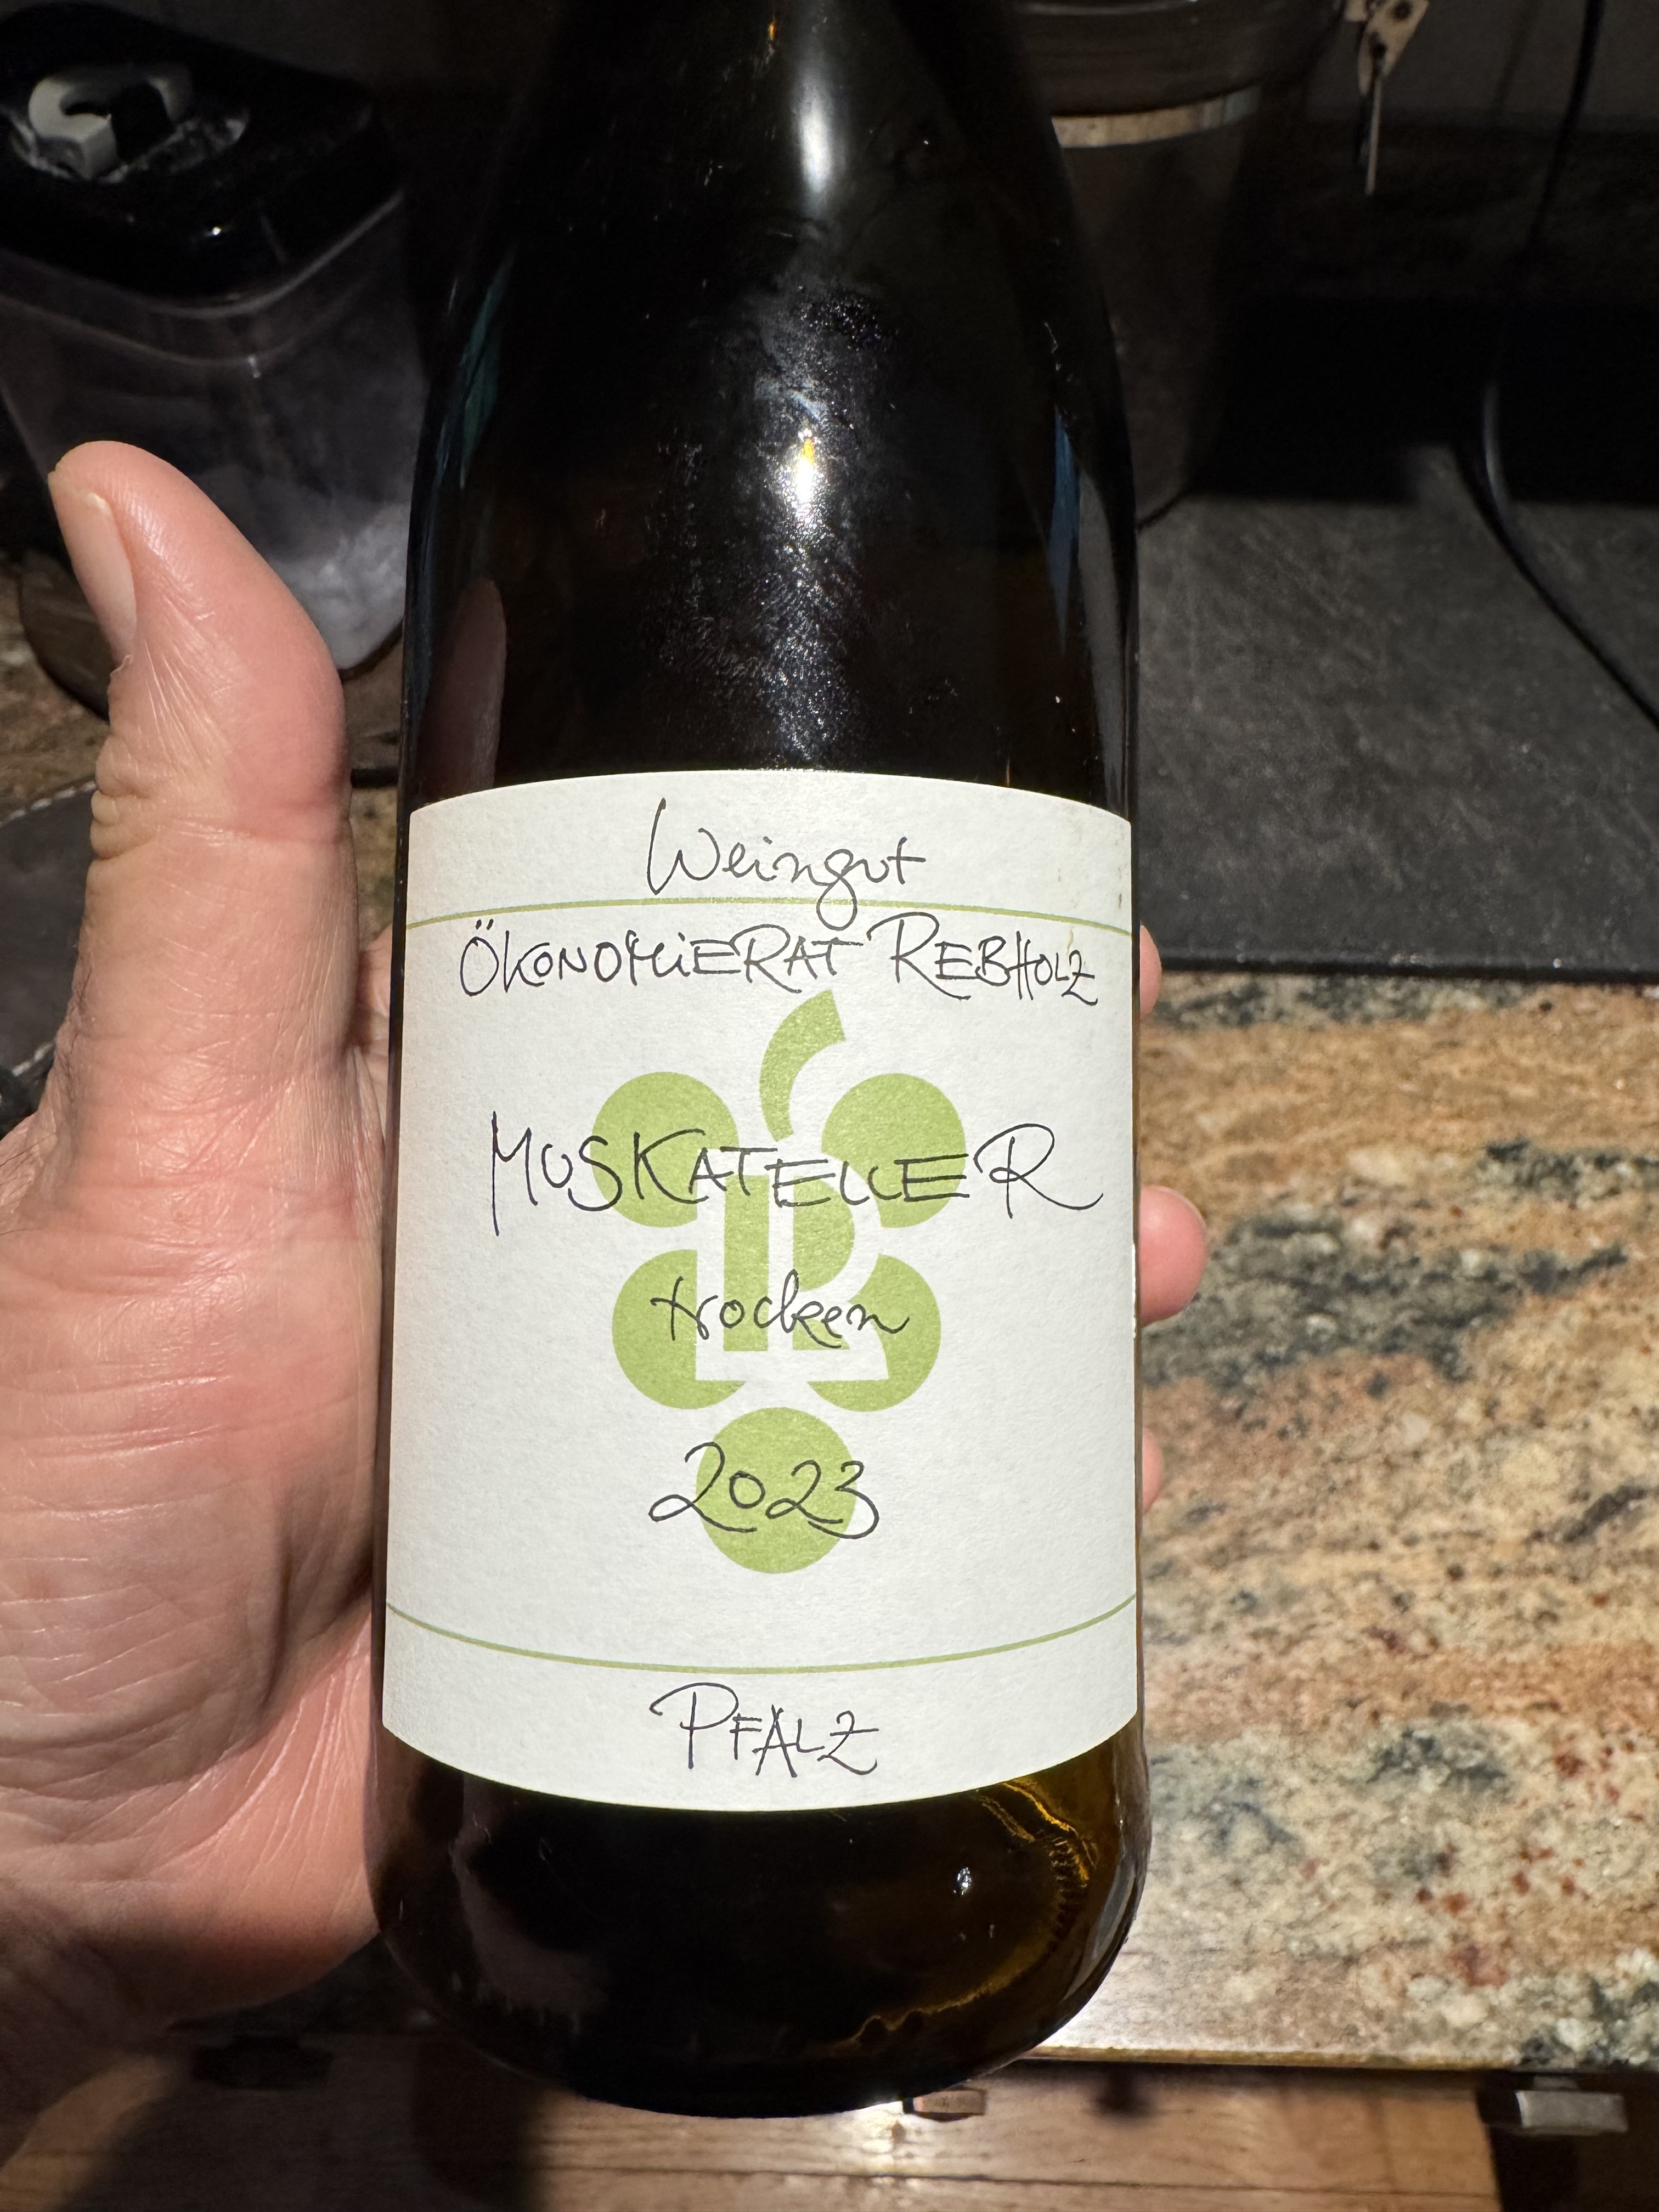 Weingut
ÖKONOMiERAT REBHOLZ
MUSKATELLER
trocken
2023
PFALZ